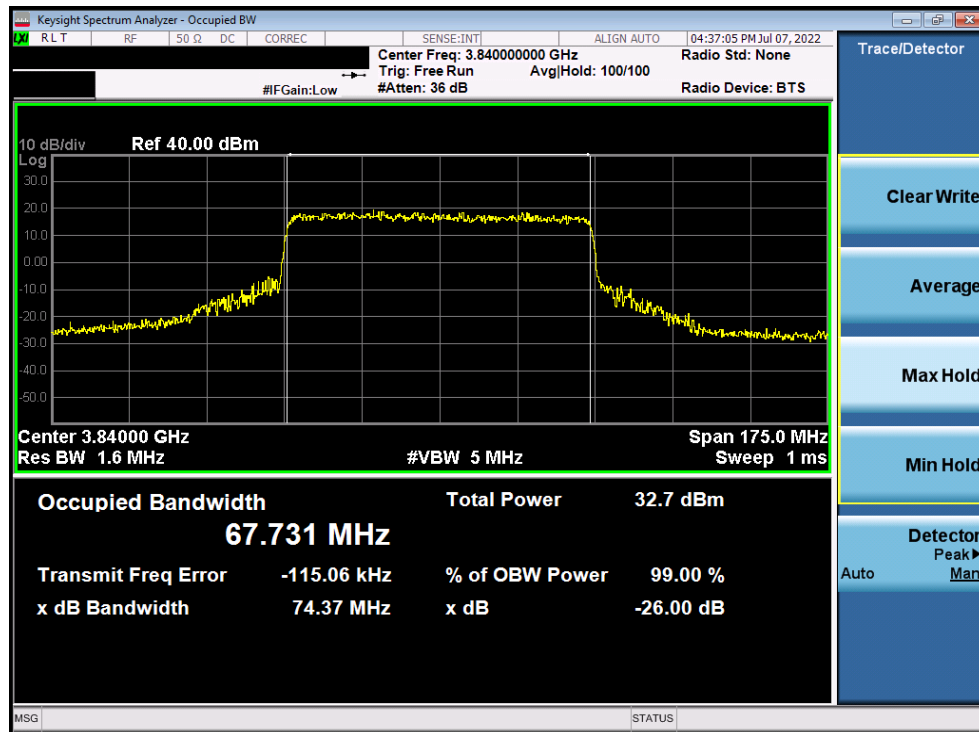 Keysight Spectrum Analyzer - Occupied BW
LXI RLT RF 50 Ω DC CORREC SENSE:INT ALIGN AUTO 04:37:05 PM Jul 07, 2022
Center Freq: 3.840000000 GHz Radio Std: None
Trig: Free Run Avg|Hold: 100/100
#IFGain:Low #Atten: 36 dB Radio Device: BTS
10 dB/div Ref 40.00 dBm
Log
30.0
20.0
10.0
0.00
-10.0
-20.0
-30.0
-40.0
-50.0
Center 3.84000 GHz Span 175.0 MHz
Res BW 1.6 MHz #VBW 5 MHz Sweep 1 ms
Occupied Bandwidth Total Power 32.7 dBm
67.731 MHz
Transmit Freq Error -115.06 kHz % of OBW Power 99.00 %
x dB Bandwidth 74.37 MHz x dB -26.00 dB
MSG STATUS
Trace/Detector
Clear Write
Average
Max Hold
Min Hold
Detector
Peak▶
Auto Man